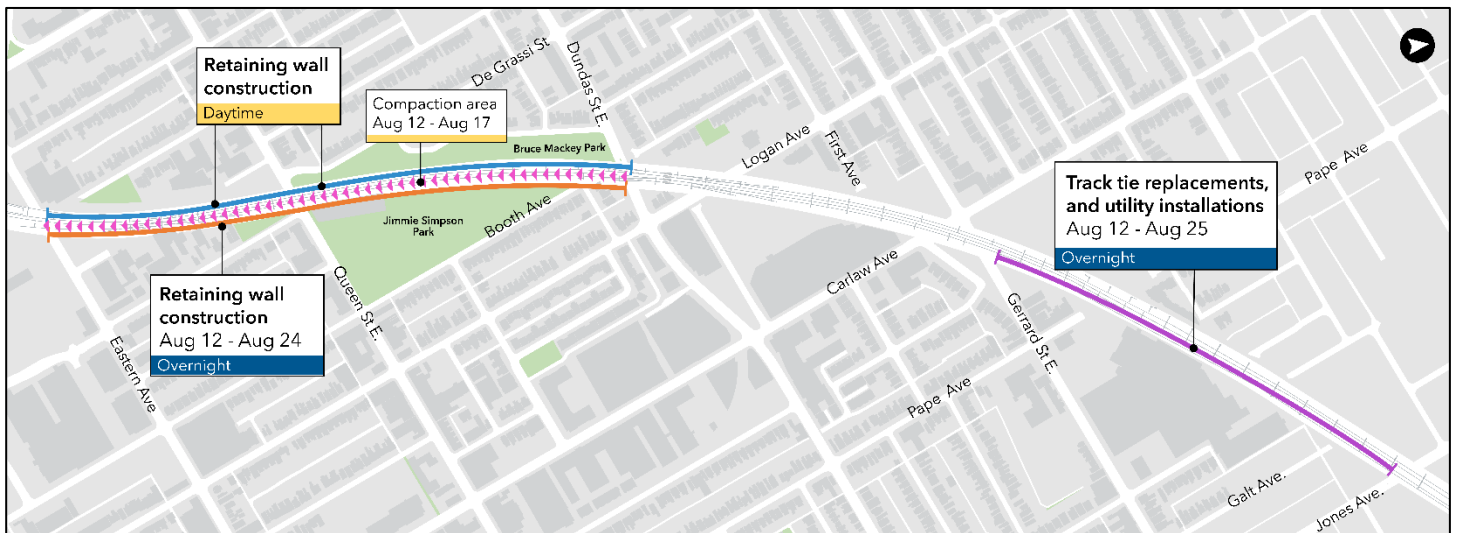 Retaining wall
construction
Daytime
De Grassi St
Dundas St E.
Compaction area
Aug 12 - Aug 17
Bruce Mackey Park
Logan Ave
First Ave
Pape Ave
Track tie replacements,
and utility installations
Aug 12 - Aug 25
Overnight
Jimmie Simpson
Park
Booth Ave
Carlaw Ave
Retaining wall
construction
Aug 12 - Aug 24
Overnight
Queen St E.
Eastern Ave
Gerrard St E.
Pape Ave
Galt Ave.
Jones Ave.